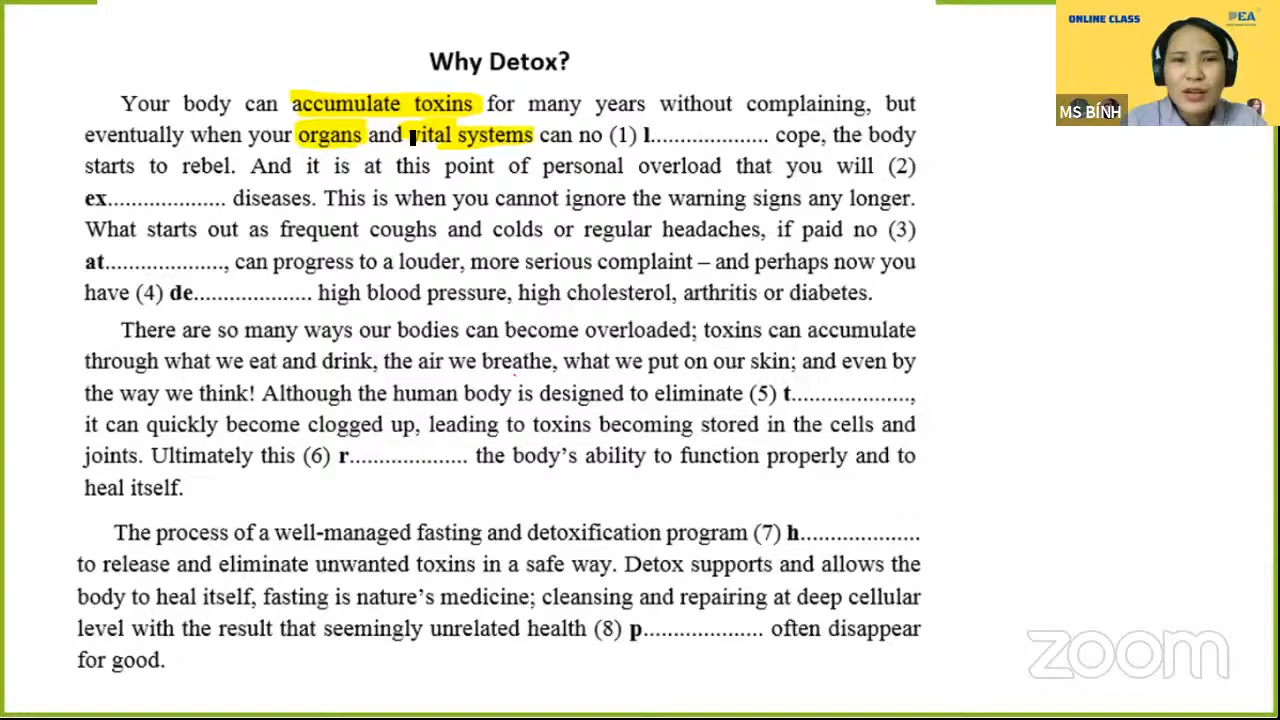 ONLINE CLASS
PEA
MS BÍNH
Why Detox?
Your body can accumulate toxins for many years without complaining, but
eventually when your organs and vital systems can no (1) l.................... cope, the body
starts to rebel. And it is at this point of personal overload that you will (2)
ex.................... diseases. This is when you cannot ignore the warning signs any longer.
What starts out as frequent coughs and colds or regular headaches, if paid no (3)
at...................., can progress to a louder, more serious complaint – and perhaps now you
have (4) de.................... high blood pressure, high cholesterol, arthritis or diabetes.
There are so many ways our bodies can become overloaded; toxins can accumulate
through what we eat and drink, the air we breathe, what we put on our skin; and even by
the way we think! Although the human body is designed to eliminate (5) t....................,
it can quickly become clogged up, leading to toxins becoming stored in the cells and
joints. Ultimately this (6) r.................... the body’s ability to function properly and to
heal itself.
The process of a well-managed fasting and detoxification program (7) h....................
to release and eliminate unwanted toxins in a safe way. Detox supports and allows the
body to heal itself, fasting is nature’s medicine; cleansing and repairing at deep cellular
level with the result that seemingly unrelated health (8) p.................... often disappear
for good.
zoom